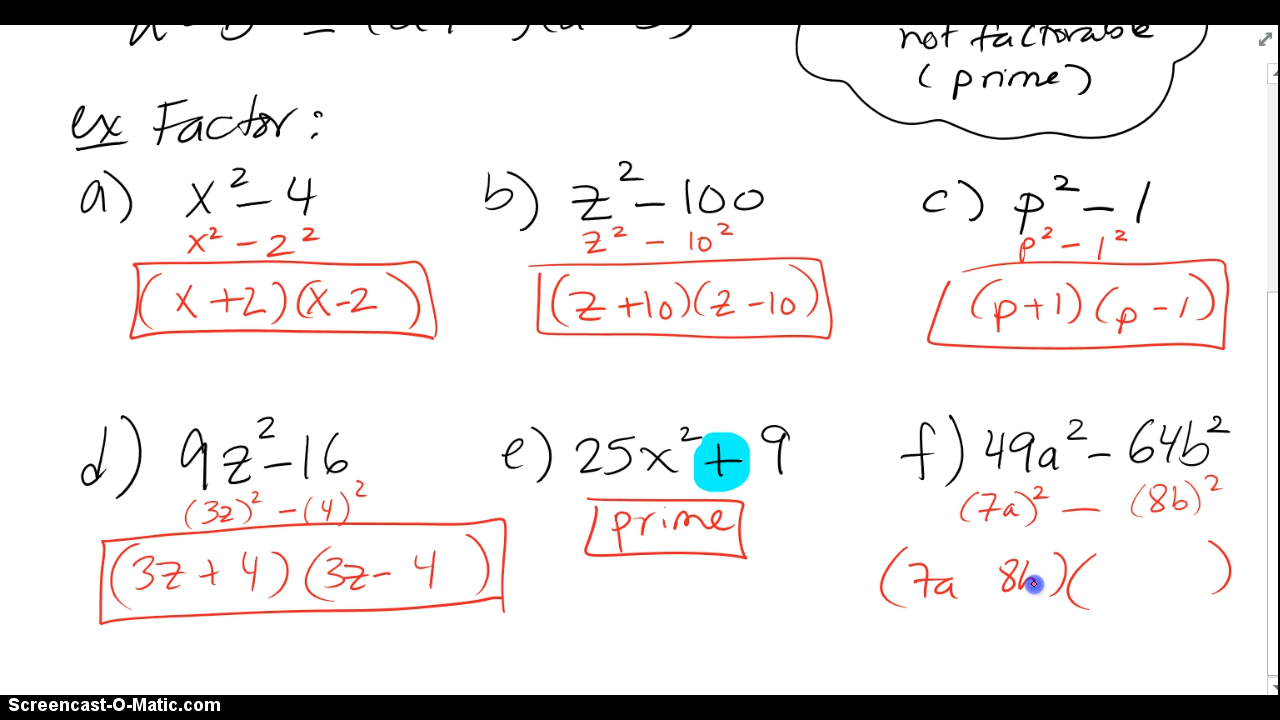 not factorable
(prime)
ex Factor:
a) x² - 4
x² - 2²
(x + 2)(x - 2)
b) z² - 100
z² - 10²
(z + 10)(z - 10)
c) p² - 1
p² - 1²
(p + 1)(p - 1)
d) 9z² - 16
(3z)² - (4)²
(3z + 4)(3z - 4)
e) 25x² + 9
prime
f) 49a² - 64b²
(7a)² - (8b)²
(7a 8b)( )
Screencast-O-Matic.com